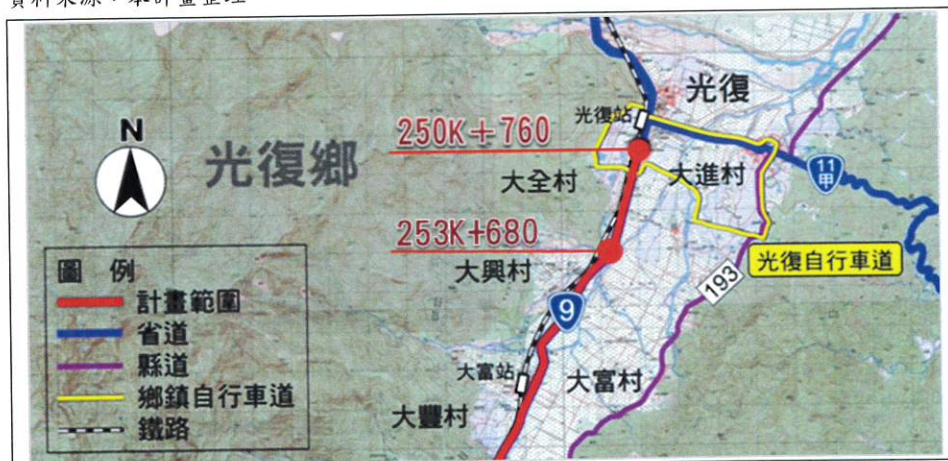 資料來源：本計畫整理
N
光復鄉
光復
光復站
250K+760
大全村
大進村
11甲
253K+680
大興村
光復自行車道
193
9
大富站
大富村
大豐村
圖 例
計畫範圍
省道
縣道
鄉鎮自行車道
鐵路